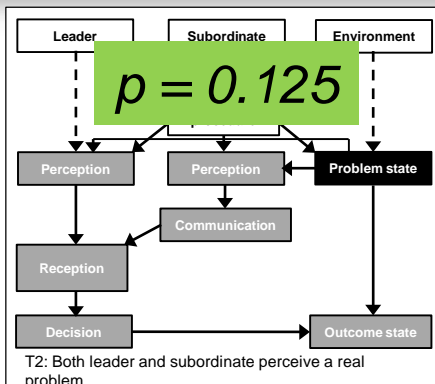 Leader
Subordinate
Environment
p = 0.125
Perception
Perception
Problem state
Communication
Reception
Decision
Outcome state
T2: Both leader and subordinate perceive a real
problem